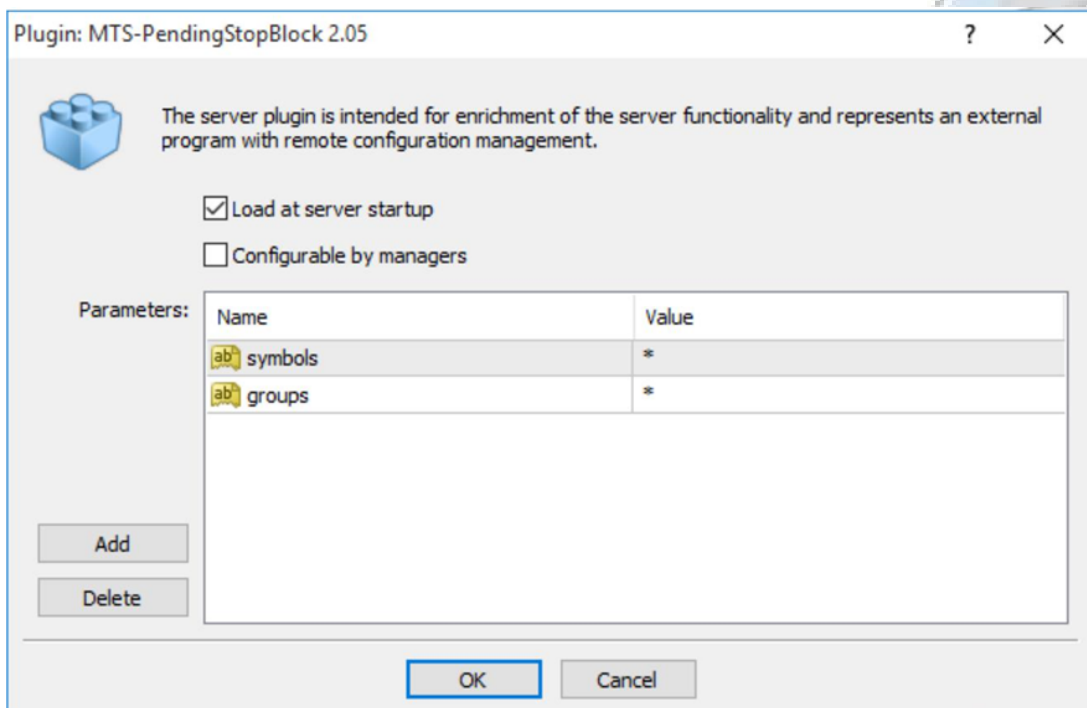 Plugin: MTS-PendingStopBlock 2.05 ?
The server plugin is intended for enrichment of the server functionality and represents an external
program with remote configuration management.
Load at server startup
Configurable by managers
Parameters:
Name Value
ab symbols *
ab groups *
Add
Delete
OK Cancel